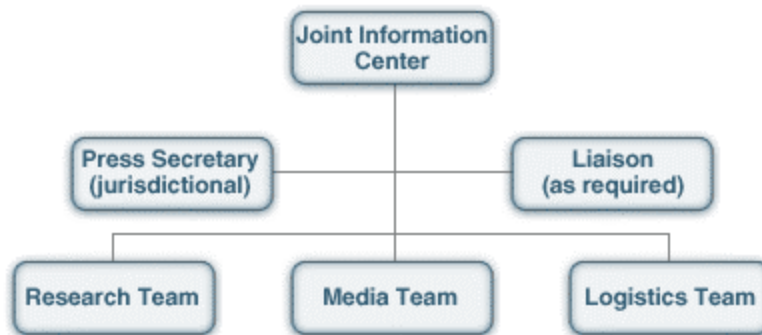 Joint Information
Center
Press Secretary
(jurisdictional)
Liaison
(as required)
Research Team
Media Team
Logistics Team